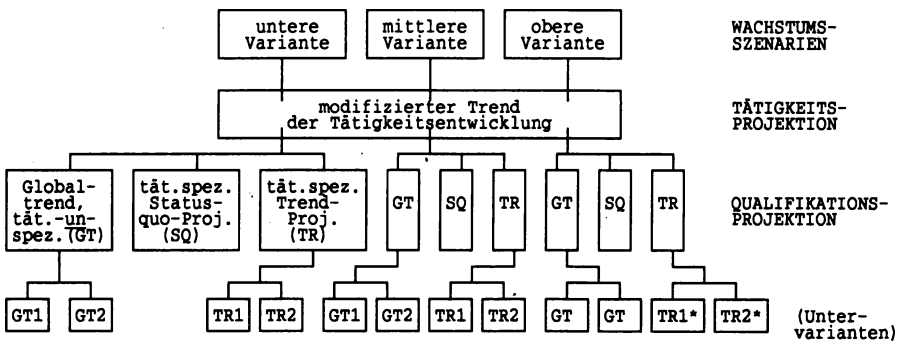 untere
Variante
mittlere
Variante
obere
Variante
WACHSTUMS-
SZENARIEN
modifizierter Trend
der Tätigkeitsentwicklung
TÄTIGKEITS-
PROJEKTION
Global-
trend,
tät.-un-
spez.(GT)
tät.spez.
Status-
quo-Proj.
(SQ)
tät.spez.
Trend-
Proj.
(TR)
GT
SQ
TR
GT
SQ
TR
QUALIFIKATIONS-
PROJEKTION
GT1
GT2
TR1
TR2
GT1
GT2
TR1
TR2
GT
GT
TR1*
TR2*
(Unter-
varianten)